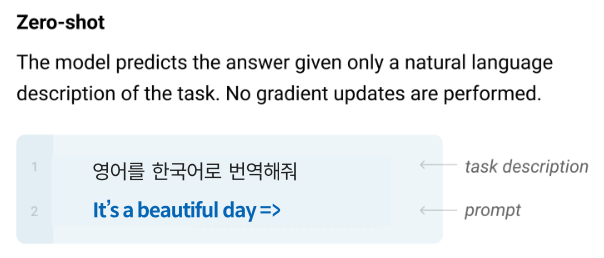 Zero-shot
The model predicts the answer given only a natural language
description of the task. No gradient updates are performed.
1 영어를 한국어로 번역해줘 ← task description
2 It's a beautiful day => ← prompt